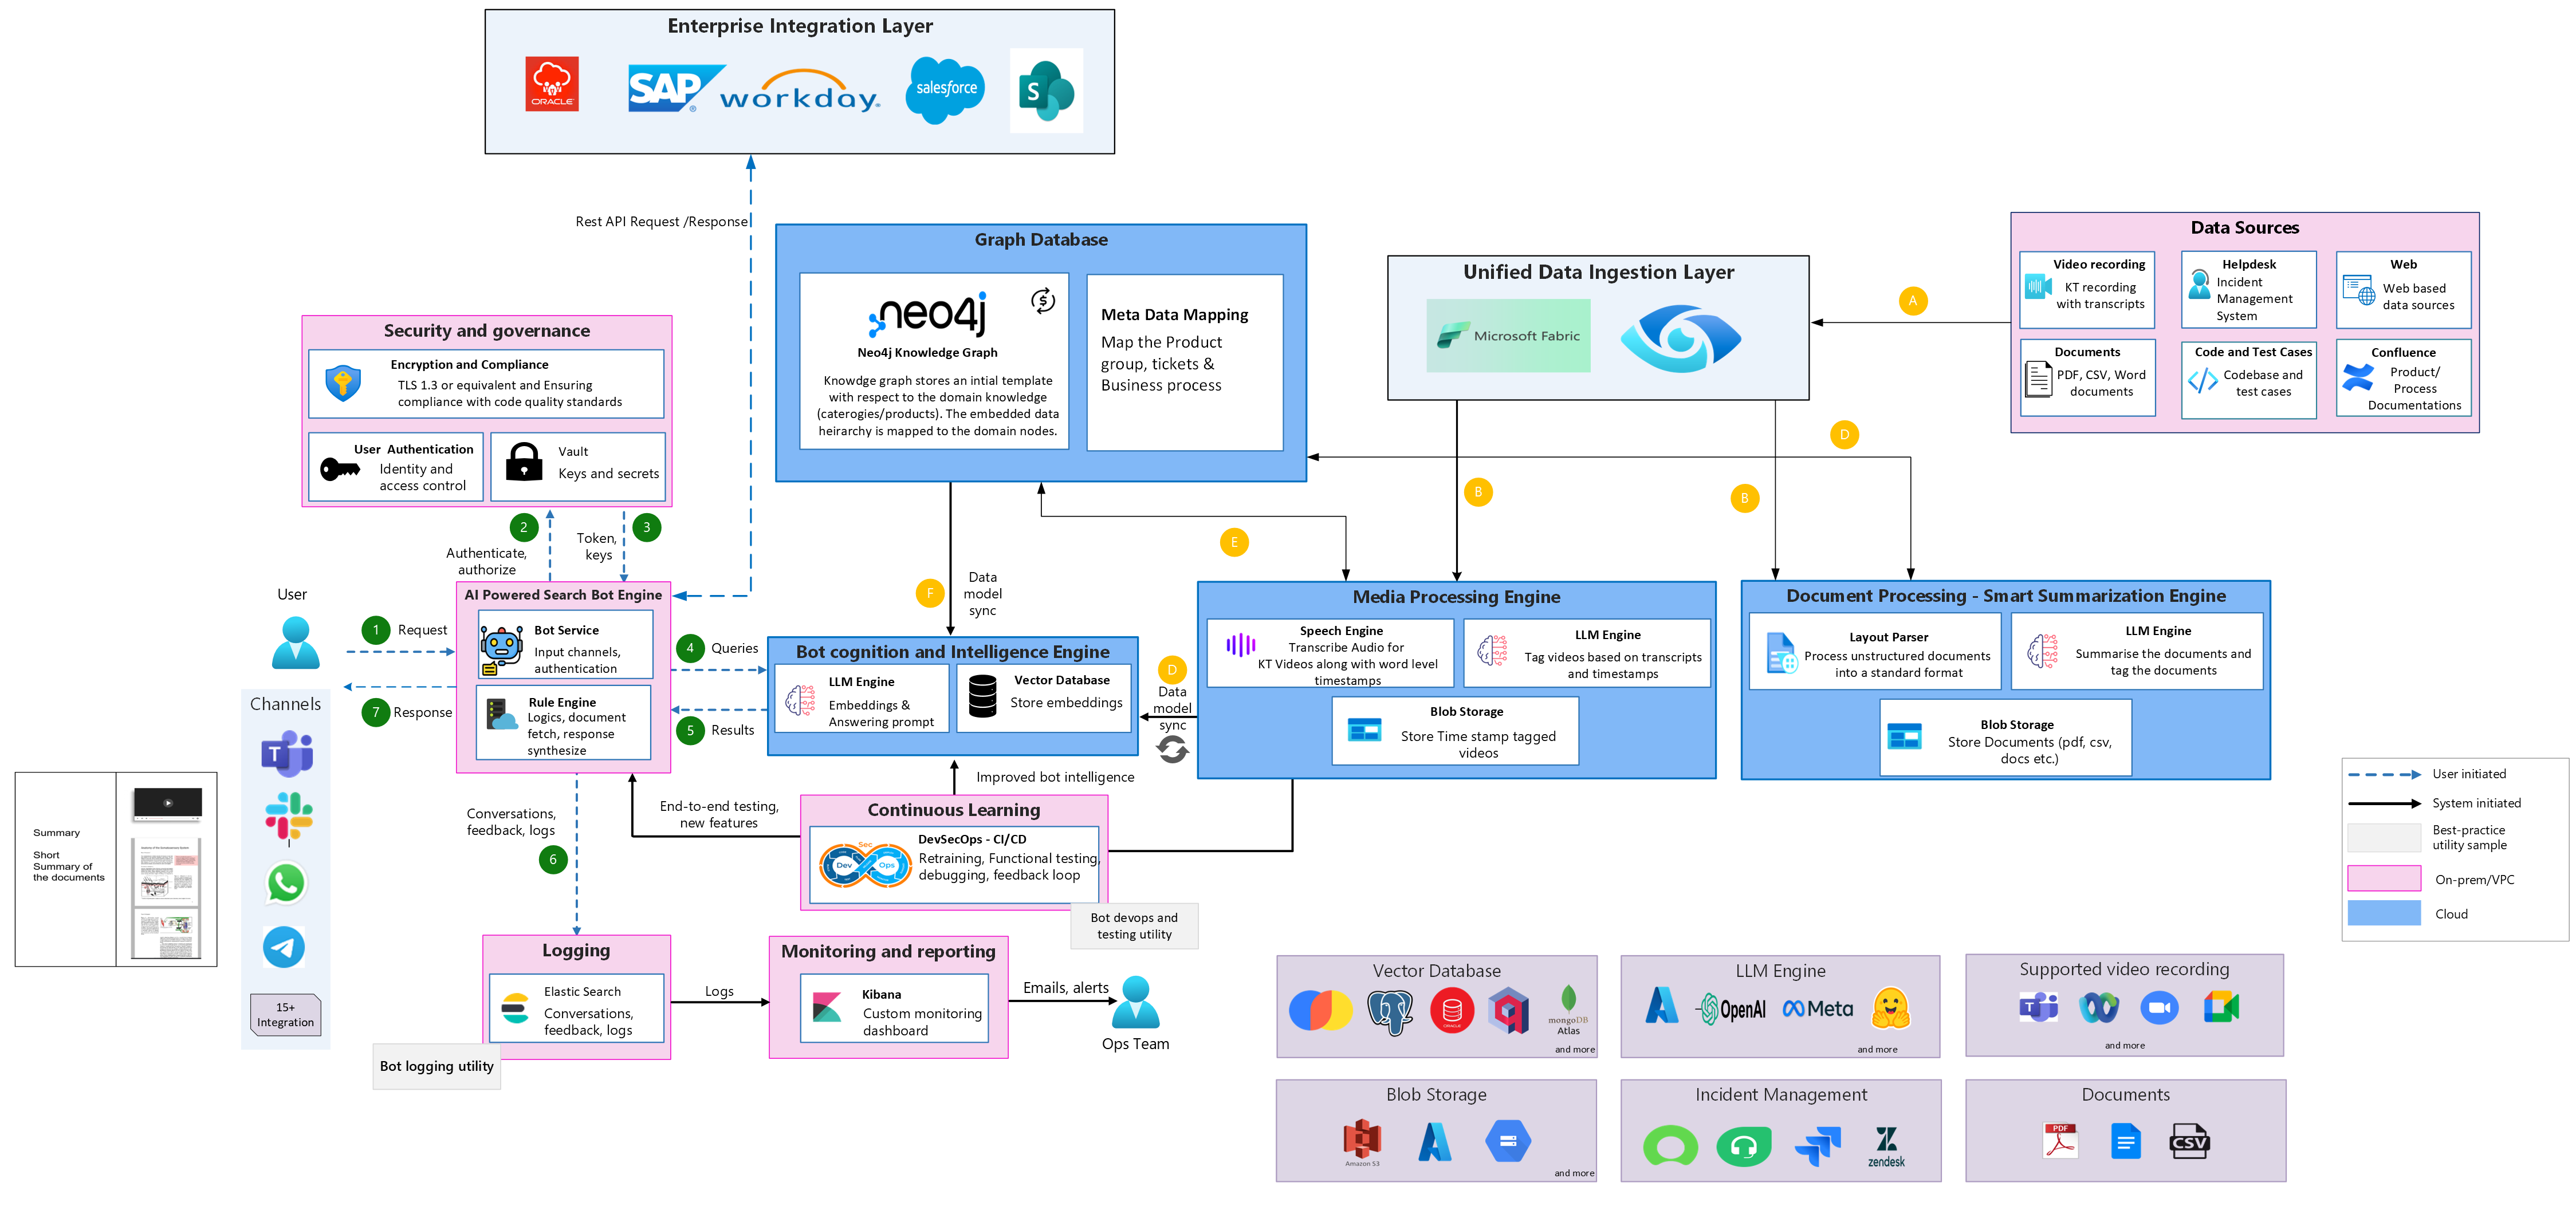 Enterprise Integration Layer
ORACLE
SAP
workday.
salesforce
S
Rest API Request /Response
Graph Database
neo4j
$
Neo4j Knowledge Graph
Knowdge graph stores an intial template
with respect to the domain knowledge
(caterogies/products). The embedded data
heirarchy is mapped to the domain nodes.
Meta Data Mapping
Map the Product
group, tickets &
Business process
Unified Data Ingestion Layer
Microsoft Fabric
A
Data Sources
Video recording
KT recording
with transcripts
Helpdesk
Incident
Management
System
Web
Web based
data sources
Documents
PDF, CSV, Word
documents
Code and Test Cases
Codebase and
test cases
Confluence
Product/
Process
Documentations
Security and governance
Encryption and Compliance
TLS 1.3 or equivalent and Ensuring
compliance with code quality standards
User Authentication
Identity and
access control
Vault
Keys and secrets
2
Authenticate,
authorize
Token,
keys
3
D
B
B
E
F
Data
model
sync
User
1
Request
7
Response
AI Powered Search Bot Engine
Bot Service
Input channels,
authentication
Rule Engine
Logics, document
fetch, response
synthesize
4
Queries
5
Results
Bot cognition and Intelligence Engine
LLM Engine
Embeddings &
Answering prompt
Vector Database
Store embeddings
D
Data
model
sync
Media Processing Engine
Speech Engine
Transcribe Audio for
KT Videos along with word level
timestamps
LLM Engine
Tag videos based on transcripts
and timestamps
Blob Storage
Store Time stamp tagged
videos
Document Processing - Smart Summarization Engine
Layout Parser
Process unstructured documents
into a standard format
LLM Engine
Summarise the documents and
tag the documents
Blob Storage
Store Documents (pdf, csv,
docs etc.)
Channels
T
15+
Integration
Summary
Short
Summary of
the documents
Conversations,
feedback, logs
6
End-to-end testing,
new features
Improved bot intelligence
Continuous Learning
DevSecOps - CI/CD
Retraining, Functional testing,
debugging, feedback loop
Sec
Dev
Ops
Bot devops and
testing utility
Logging
Elastic Search
Conversations,
feedback, logs
Bot logging utility
Logs
Monitoring and reporting
Kibana
Custom monitoring
dashboard
Emails, alerts
Ops Team
User initiated
System initiated
Best-practice
utility sample
On-prem/VPC
Cloud
Vector Database
ORACLE
mongoDB
Atlas
and more
LLM Engine
OpenAI
Meta
and more
Supported video recording
T
and more
Blob Storage
Amazon S3
and more
Incident Management
zendesk
Documents
PDF
CSV